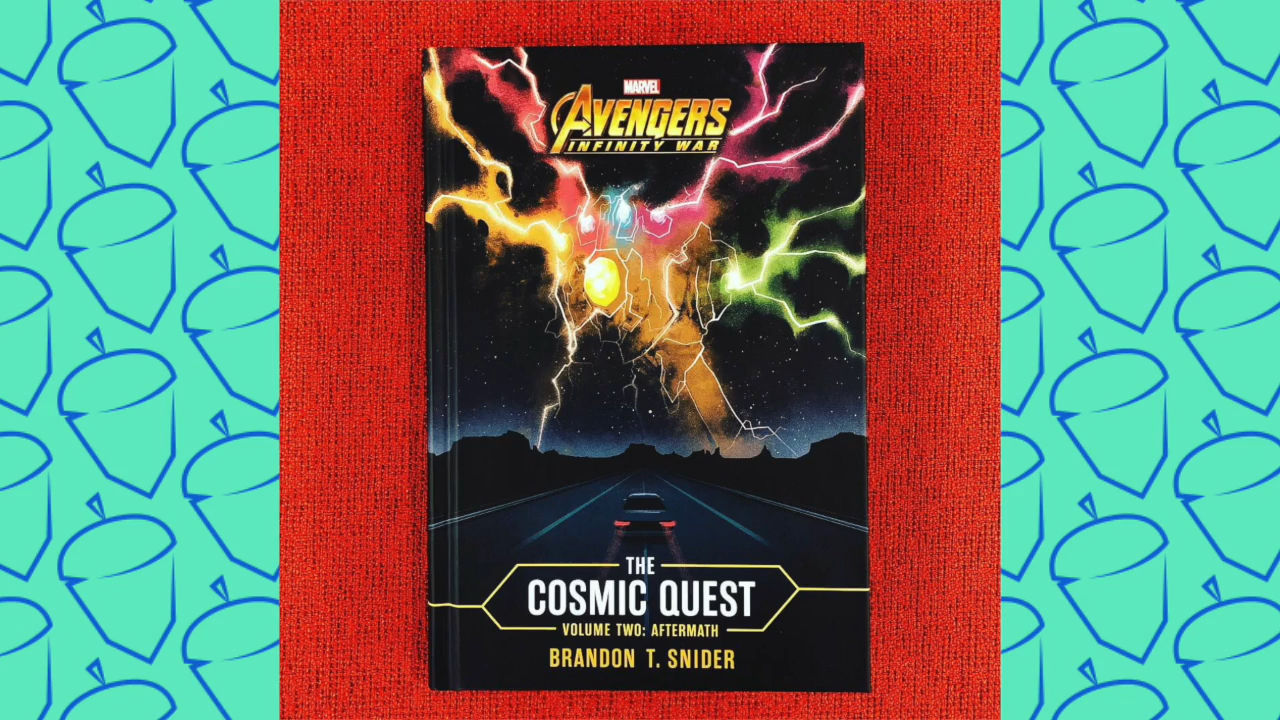 MARVEL
AVENGERS
INFINITY WAR
THE
COSMIC QUEST
VOLUME TWO: AFTERMATH
BRANDON T. SNIDER